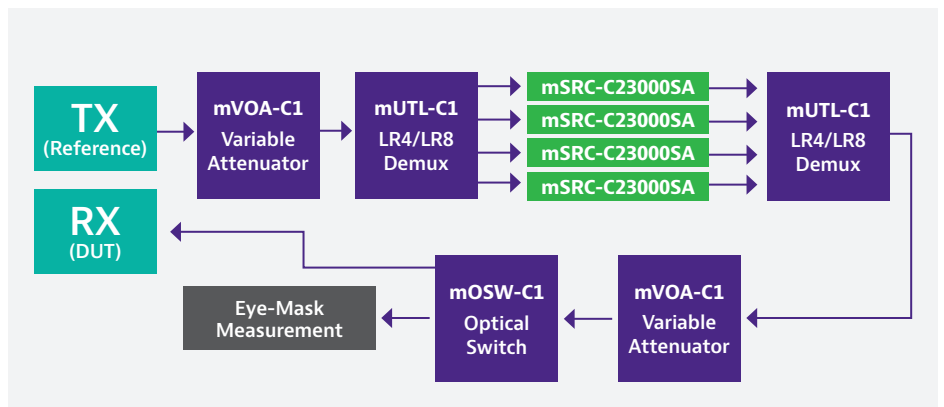 TX
(Reference)
mVOA-C1
Variable
Attenuator
mUTL-C1
LR4/LR8
Demux
mSRC-C23000SA
mSRC-C23000SA
mSRC-C23000SA
mSRC-C23000SA
mUTL-C1
LR4/LR8
Demux
RX
(DUT)
Eye-Mask
Measurement
mOSW-C1
Optical
Switch
mVOA-C1
Variable
Attenuator